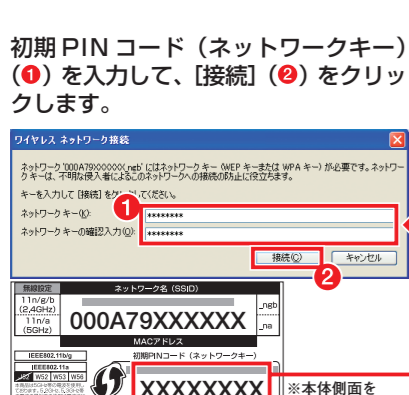 初期 PIN コード（ネットワークキー）
（❶）を入力して、［接続］（❷）をクリッ
クします。
ワイヤレス ネットワーク接続
ネットワーク '000A79XXXXXX_ngb' にはネットワーク キー (WEP キーまたは WPA キー) が必要です。ネットワー
ク キーは、不明な侵入者によるこのネットワークへの接続の防止に役立ちます。
キーを入力して [接続] をしてください。
ネットワーク キー(K):
********
ネットワーク キーの確認入力(O):
********
1
接続(C)
キャンセル
2
無線設定
ネットワーク名（SSID）
11n/g/b
(2,4GHz)
_ngb
11n/a
(5GHz)
000A79XXXXXX
_na
MACアドレス
IEEE802.11b/g
初期PINコード（ネットワークキー）
IEEE802.11a
J52 W52 W53 W56
XXXXXXXX
※本体側面を